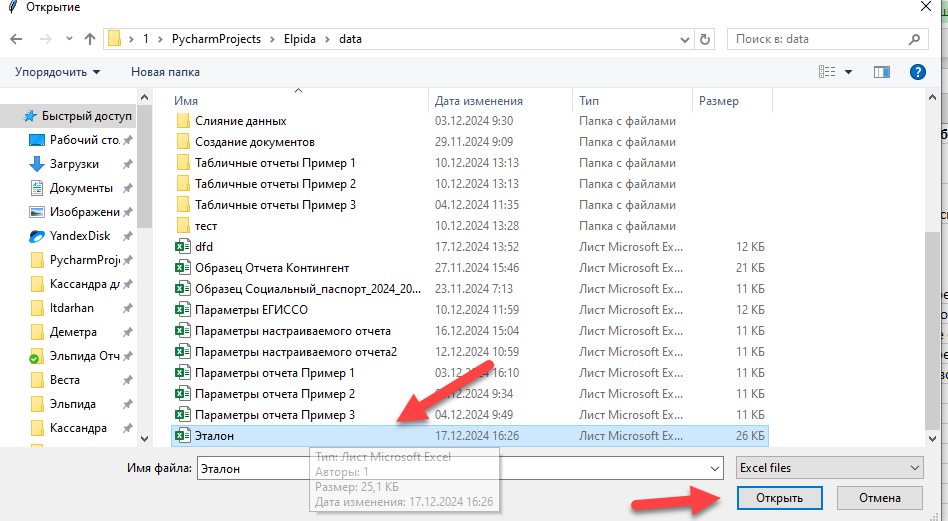 Открытие
1 › PycharmProjects › Elpida › data
Поиск в: data
Упорядочить
Новая папка
Имя
Дата изменения
Тип
Размер
Быстрый доступ
Рабочий сто.
Загрузки
Документы
Изображени
YandexDisk
PycharmProj
Кассандра дл
Itdarhan
Деметра
Эльпида Отч
Веста
Эльпида
Кассандра
Слияние данных 03.12.2024 9:30 Папка с файлами
Создание документов 29.11.2024 9:09 Папка с файлами
Табличные отчеты Пример 1 10.12.2024 13:13 Папка с файлами
Табличные отчеты Пример 2 10.12.2024 13:13 Папка с файлами
Табличные отчеты Пример 3 04.12.2024 11:35 Папка с файлами
тест 10.12.2024 13:28 Папка с файлами
dfd 17.12.2024 13:52 Лист Microsoft Ex... 12 КБ
Образец Отчета Контингент 27.11.2024 15:46 Лист Microsoft Ex... 21 КБ
Образец Социальный_паспорт_2024_20... 23.11.2024 7:13 Лист Microsoft Ex... 11 КБ
Параметры ЕГИССО 10.12.2024 11:59 Лист Microsoft Ex... 12 КБ
Параметры настраиваемого отчета 16.12.2024 15:04 Лист Microsoft Ex... 11 КБ
Параметры настраиваемого отчета2 12.12.2024 10:59 Лист Microsoft Ex... 11 КБ
Параметры отчета Пример 1 03.12.2024 16:10 Лист Microsoft Ex... 11 КБ
Параметры отчета Пример 2 .2024 9:34 Лист Microsoft Ex... 11 КБ
Параметры отчета Пример 3 04.12.2024 9:49 Лист Microsoft Ex... 11 КБ
Эталон 17.12.2024 16:26 Лист Microsoft Ex... 26 КБ
Имя файла: Эталон
Excel files
Тип: Лист Microsoft Excel
Авторы: 1
Размер: 25,1 КБ
Дата изменения: 17.12.2024 16:26
Открыть
Отмена